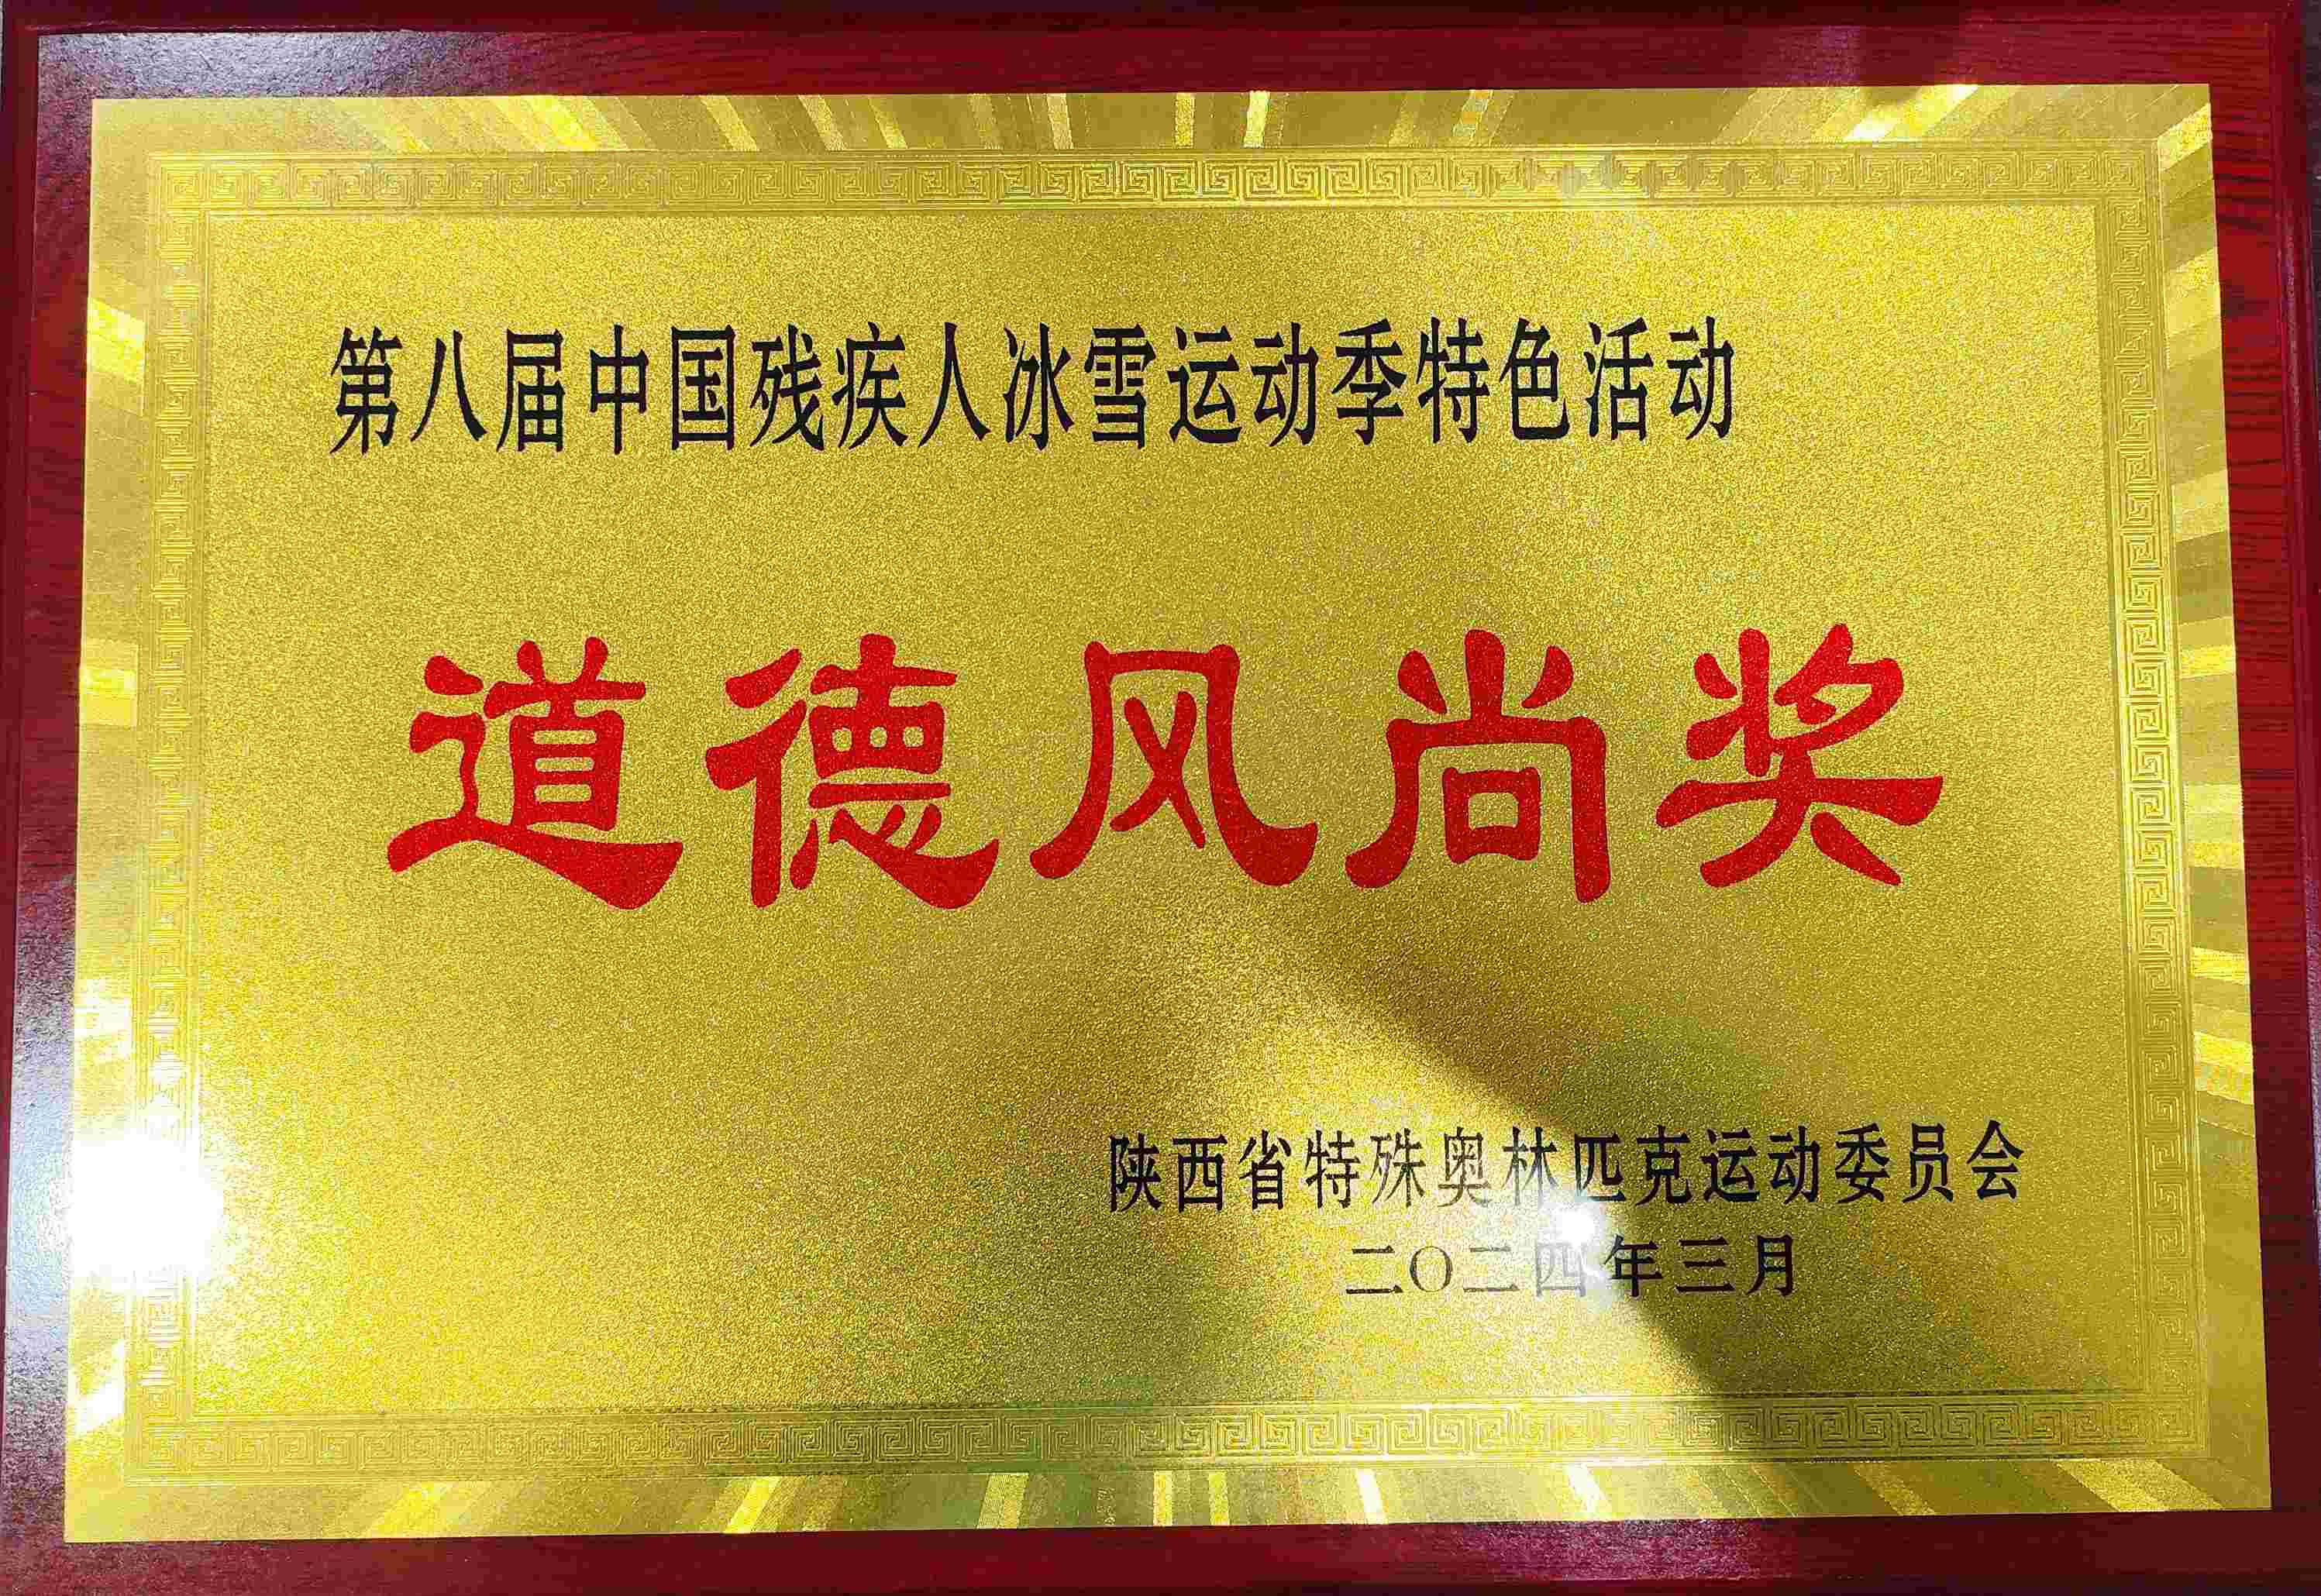 第八届中国残疾人冰雪运动季特色活动
道德风尚奖
陕西省特殊奥林匹克运动委员会
二〇二四年三月